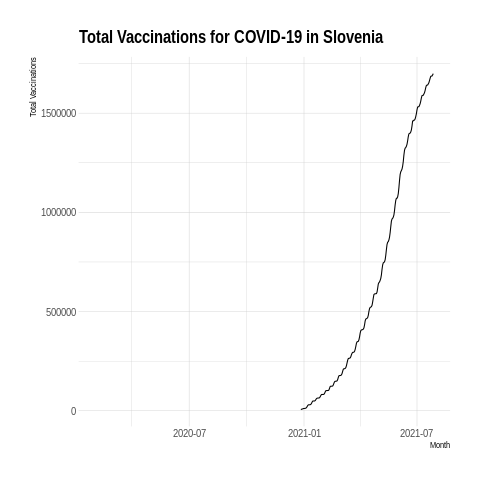 Total Vaccinations for COVID-19 in Slovenia
Total Vaccinations
1500000
1000000
500000
0
2020-07 2021-01 2021-07
Month